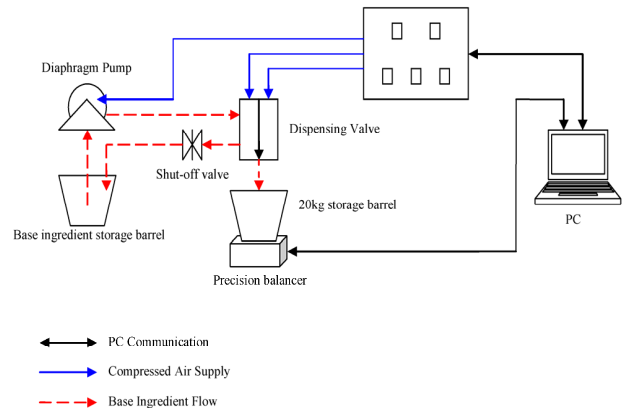 Diaphragm Pump
Dispensing Valve
Shut-off valve
20kg storage barrel
PC
Base ingredient storage barrel
Precision balancer
PC Communication
Compressed Air Supply
Base Ingredient Flow